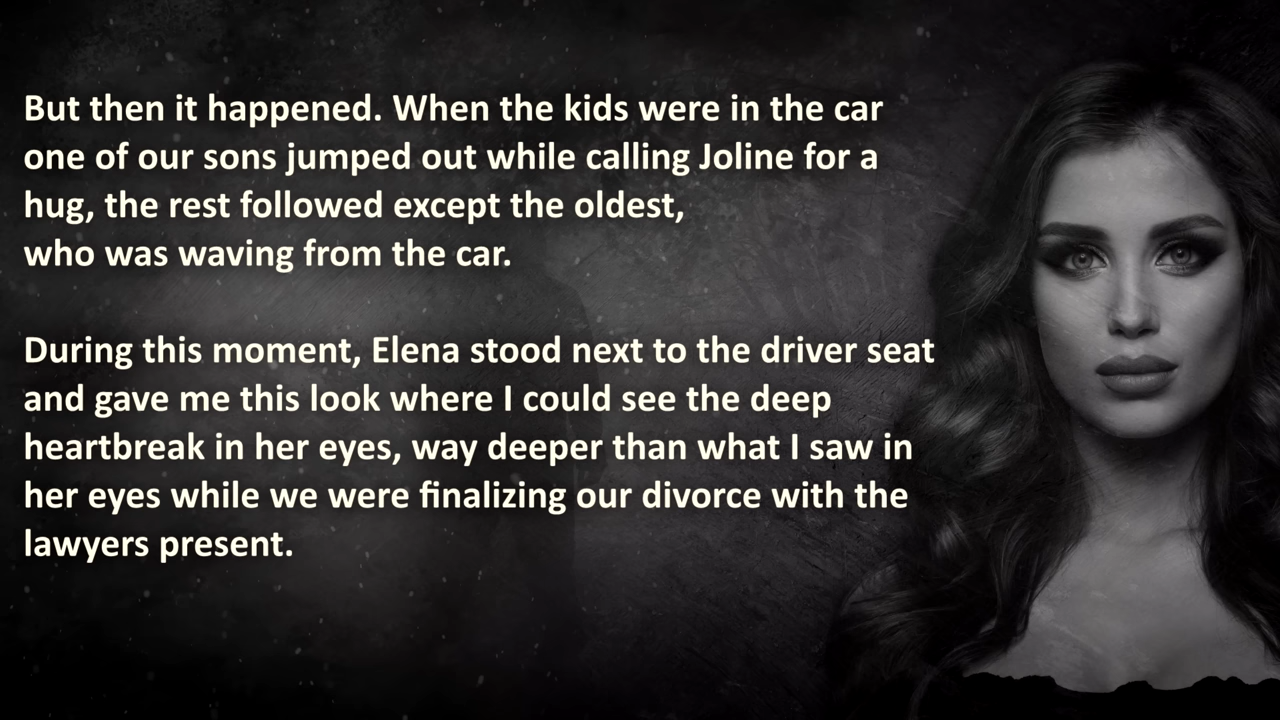 But then it happened. When the kids were in the car
one of our sons jumped out while calling Joline for a
hug, the rest followed except the oldest,
who was waving from the car.
During this moment, Elena stood next to the driver seat
and gave me this look where I could see the deep
heartbreak in her eyes, way deeper than what I saw in
her eyes while we were finalizing our divorce with the
lawyers present.